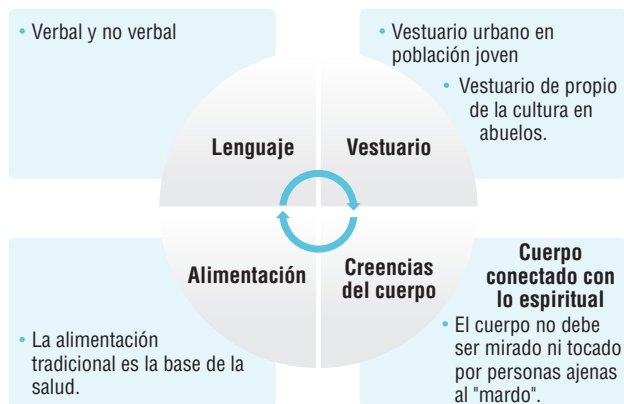 • Verbal y no verbal
• Vestuario urbano en
población joven
• Vestuario de propio
de la cultura en
abuelos.
Lenguaje
Vestuario
Alimentación
Creencias
del cuerpo
• La alimentación
tradicional es la base de la
salud.
Cuerpo
conectado con
lo espiritual
• El cuerpo no debe
ser mirado ni tocado
por personas ajenas
al "mardo".